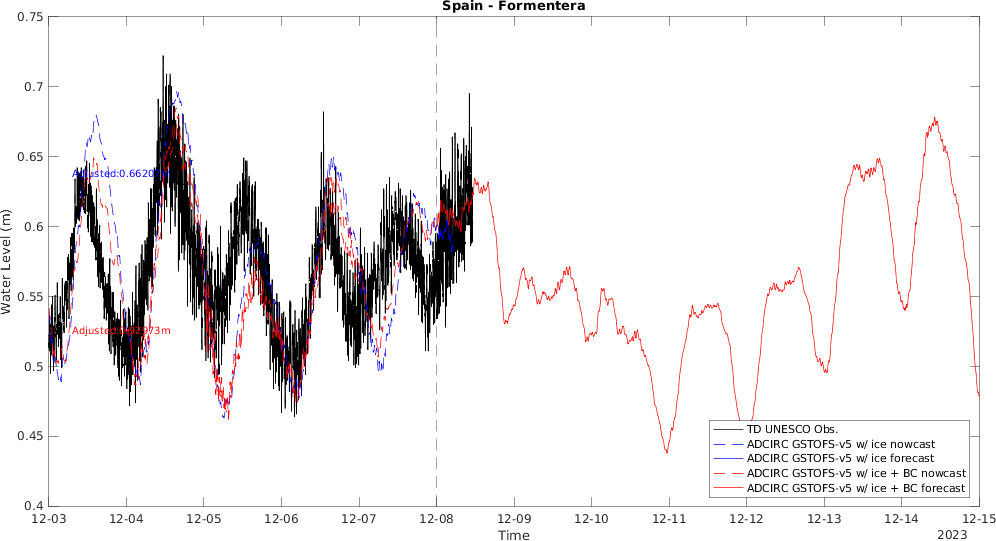 Spain - Formentera
0.75
0.7
0.65
0.6
0.55
0.5
0.45
0.4
Water Level (m)
Adjusted:0.6620
TD UNESCO Obs.
ADCIRC GSTOFS-v5 w/ ice nowcast
ADCIRC GSTOFS-v5 w/ ice forecast
ADCIRC GSTOFS-v5 w/ ice + BC nowcast
ADCIRC GSTOFS-v5 w/ ice + BC forecast
12-03 12-04 12-05 12-06 12-07 12-08 12-09 12-10 12-11 12-12 12-13 12-14 12-15
Time
2023